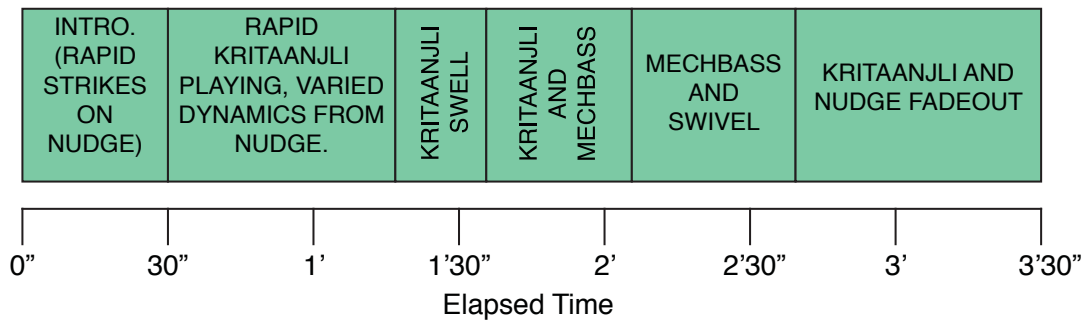 INTRO.
(RAPID
STRIKES
ON
NUDGE)
RAPID
KRITAANJLI
PLAYING, VARIED
DYNAMICS FROM
NUDGE.
KRITAANJLI
SWELL
KRITAANJLI
AND
MECHBASS
MECHBASS
AND
SWIVEL
KRITAANJLI AND
NUDGE FADEOUT
0” 30” 1’ 1’30” 2’ 2’30” 3’ 3’30”
Elapsed Time